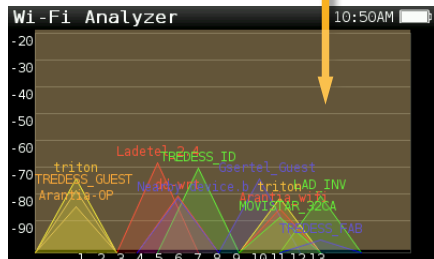 Wi-Fi Analyzer
10:50AM
-20
-30
-40
-50
-60
-70
-80
-90
Ladetel 2.4
TREDESS_ID
triton
TREDESS_GUEST
triton
LAD_INV
Arantia-OP
MOVISTAR_32CA
TREDESS_FAB
1 2 3 4 5 6 7 8 9 10 11 12 13